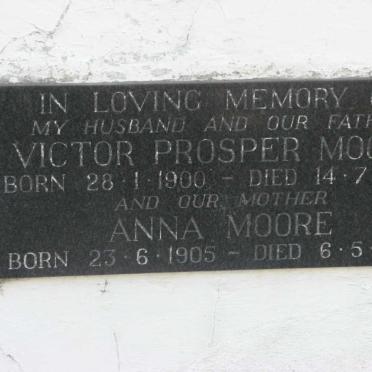 IN LOVING MEMORY
MY HUSBAND AND OUR FATH
VICTOR PROSPER MOO
BORN 28·1·1900 - DIED 14·7
AND OUR MOTHER
ANNA MOORE
BORN 23·6·1905 - DIED 6·5·